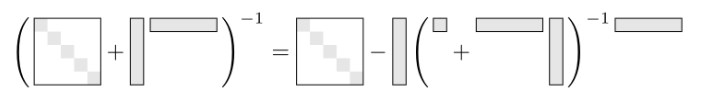 ( + )−1 = − ( + )−1